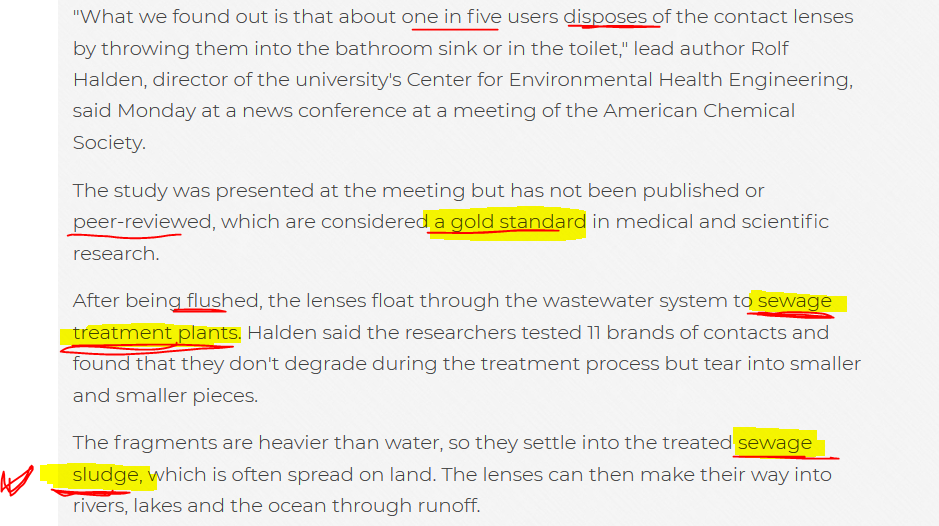 "What we found out is that about one in five users disposes of the contact lenses
by throwing them into the bathroom sink or in the toilet," lead author Rolf
Halden, director of the university's Center for Environmental Health Engineering,
said Monday at a news conference at a meeting of the American Chemical
Society.
The study was presented at the meeting but has not been published or
peer-reviewed, which are considered a gold standard in medical and scientific
research.
After being flushed, the lenses float through the wastewater system to sewage
treatment plants. Halden said the researchers tested 11 brands of contacts and
found that they don't degrade during the treatment process but tear into smaller
and smaller pieces.
The fragments are heavier than water, so they settle into the treated sewage
sludge, which is often spread on land. The lenses can then make their way into
rivers, lakes and the ocean through runoff.